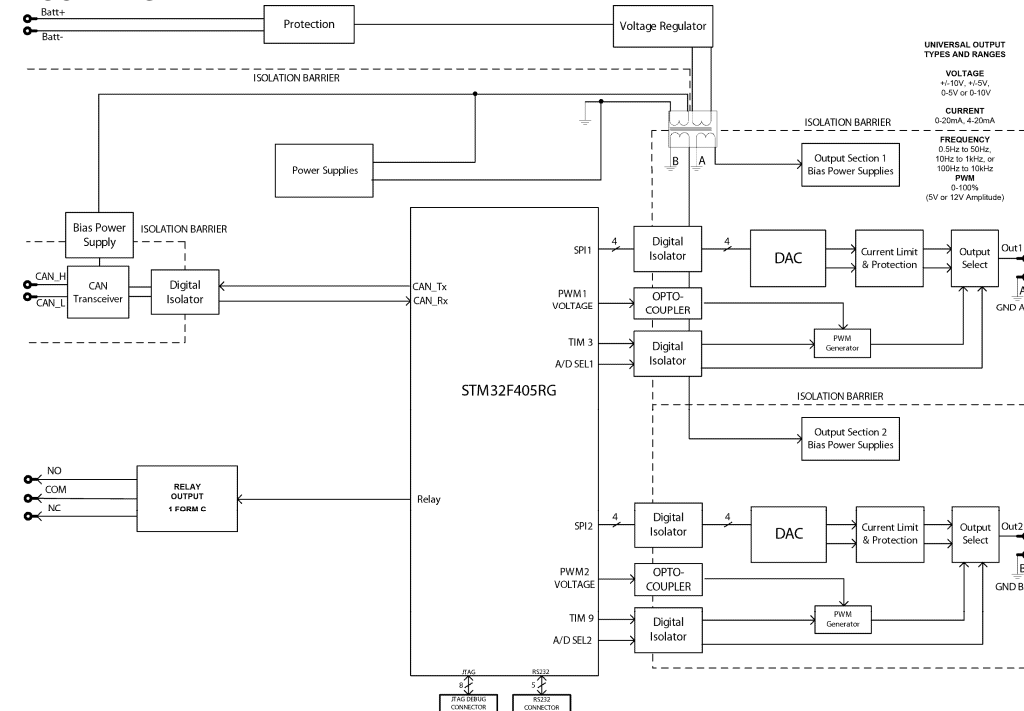 Batt+
Batt-
Protection
Voltage Regulator
ISOLATION BARRIER
UNIVERSAL OUTPUT
TYPES AND RANGES
VOLTAGE
+/-10V, +/-5V,
0-5V or 0-10V
CURRENT
0-20mA, 4-20mA
FREQUENCY
0.5Hz to 50Hz,
10Hz to 1kHz, or
100Hz to 10kHz
PWM
0-100%
(5V or 12V Amplitude)
ISOLATION BARRIER
B
A
Output Section 1
Bias Power Supplies
Power Supplies
Bias Power
Supply
ISOLATION BARRIER
CAN_H
CAN_L
CAN
Transceiver
Digital
Isolator
CAN_Tx
CAN_Rx
STM32F405RG
SPI1
4
Digital
Isolator
4
DAC
Current Limit
& Protection
Output
Select
Out1
A
GND A
PWM1
VOLTAGE
OPTO-
COUPLER
TIM 3
A/D SEL1
Digital
Isolator
PWM
Generator
ISOLATION BARRIER
Output Section 2
Bias Power Supplies
NO
COM
NC
RELAY
OUTPUT
1 FORM C
Relay
SPI2
4
Digital
Isolator
4
DAC
Current Limit
& Protection
Output
Select
Out2
B
GND B
PWM2
VOLTAGE
OPTO-
COUPLER
TIM 9
A/D SEL2
Digital
Isolator
PWM
Generator
JTAG
RS232
8
5
JTAG DEBUG
CONNECTOR
RS232
CONNECTOR